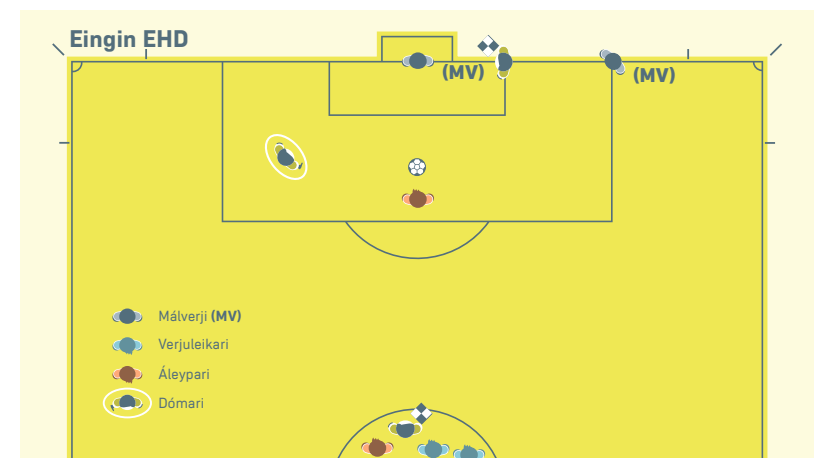 Eingin EHD
(MV)
(MV)
Málverji (MV)
Verjuleikari
Áleypari
Dómari